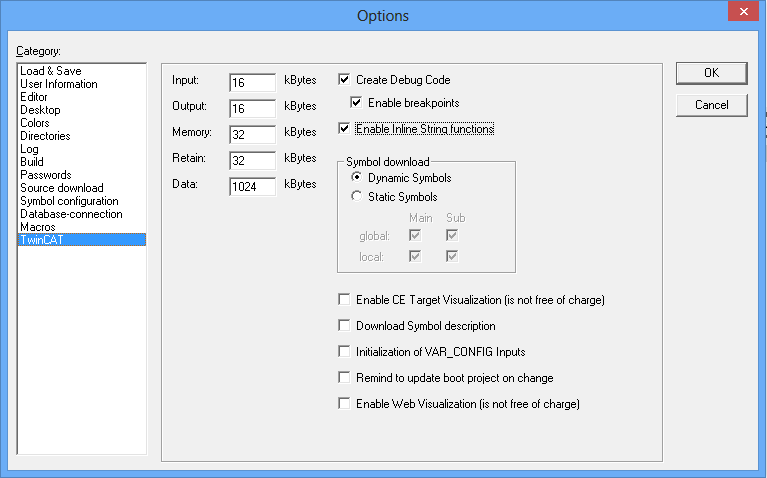 Options
Category:
Load & Save
User Information
Editor
Desktop
Colors
Directories
Log
Build
Passwords
Source download
Symbol configuration
Database-connection
Macros
TwinCAT
Input: 16 kBytes
Output: 16 kBytes
Memory: 32 kBytes
Retain: 32 kBytes
Data: 1024 kBytes
Create Debug Code
Enable breakpoints
Enable Inline String functions
Symbol download
Dynamic Symbols
Static Symbols
Main Sub
global:
local:
Enable CE Target Visualization (is not free of charge)
Download Symbol description
Initialization of VAR_CONFIG Inputs
Remind to update boot project on change
Enable Web Visualization (is not free of charge)
OK
Cancel